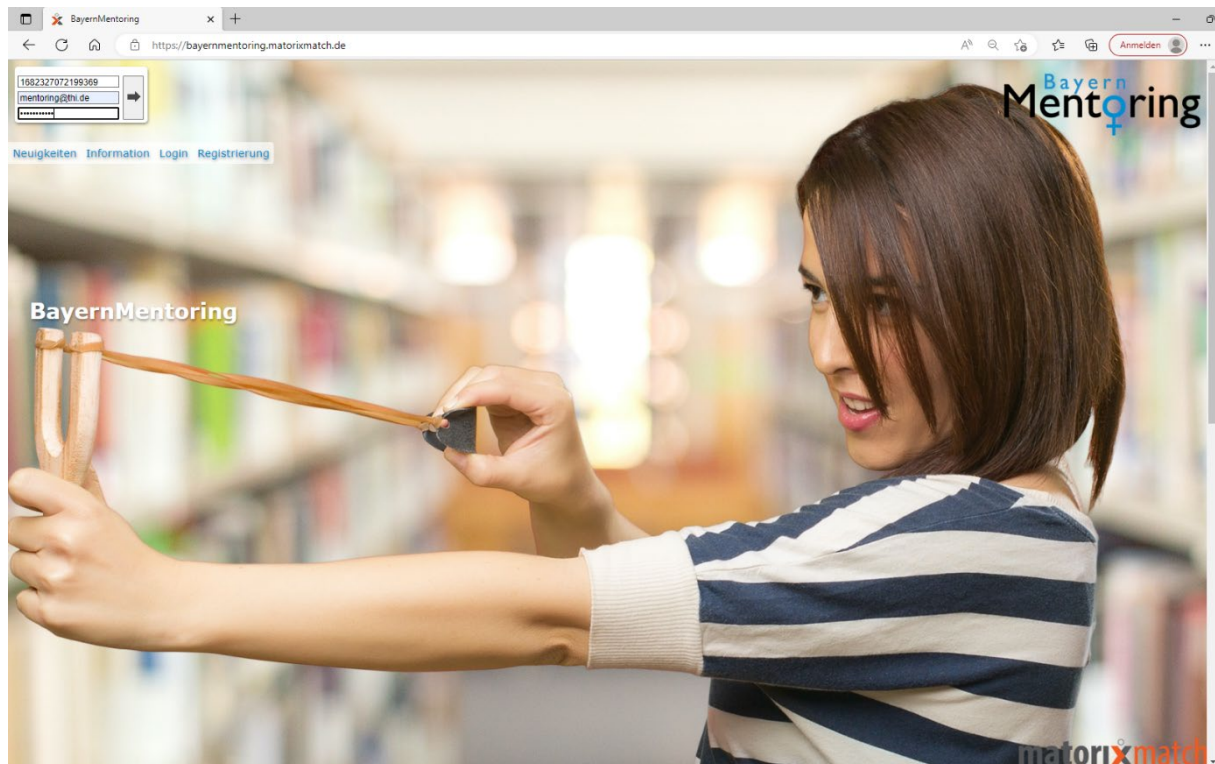 BayernMentoring
https://bayernmentoring.matorixmatch.de
Anmelden
1682327072199369
mentoring@thi.de
Bayern
Mentoring
Neuigkeiten Information Login Registrierung
BayernMentoring
matorixmatch